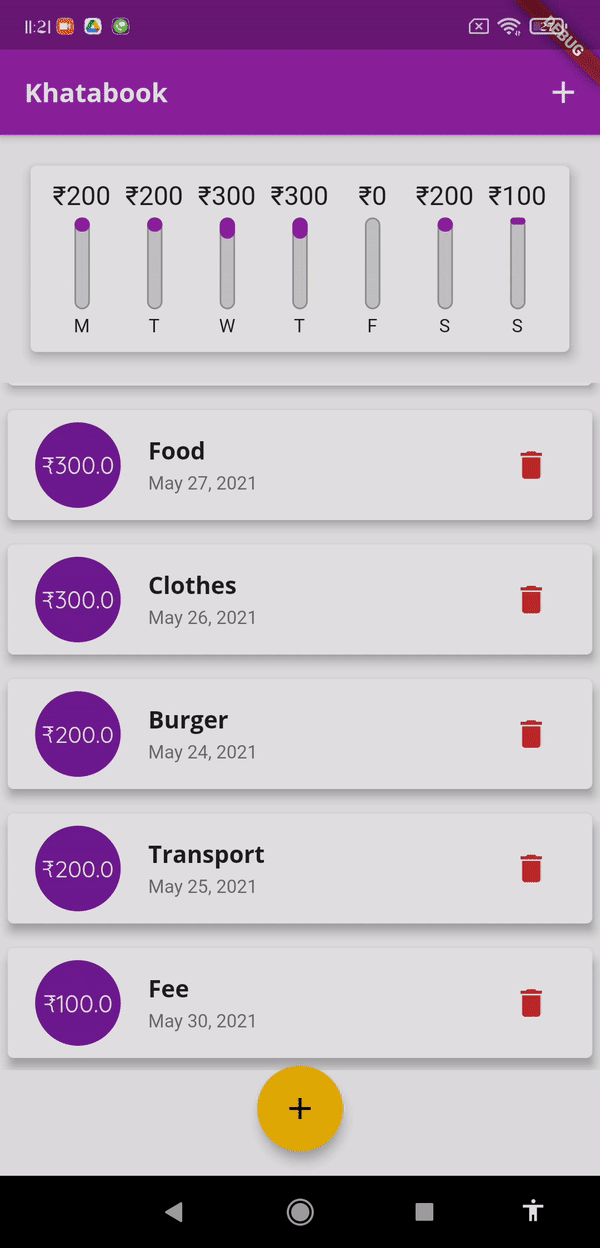 11:21
DEBUG
Khatabook
₹200 ₹200 ₹300 ₹300 ₹0 ₹200 ₹100
M T W T F S S
₹300.0
Food
May 27, 2021
₹300.0
Clothes
May 26, 2021
₹200.0
Burger
May 24, 2021
₹200.0
Transport
May 25, 2021
₹100.0
Fee
May 30, 2021